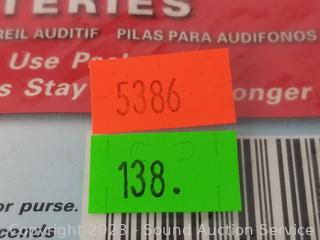 TERIES
REIL AUDITIF PILAS PARA AUDIFONOS
Use Pac
s Stay onger
5386
138.
or purse.
econds
Copyright 2023 - Sound Auction Service